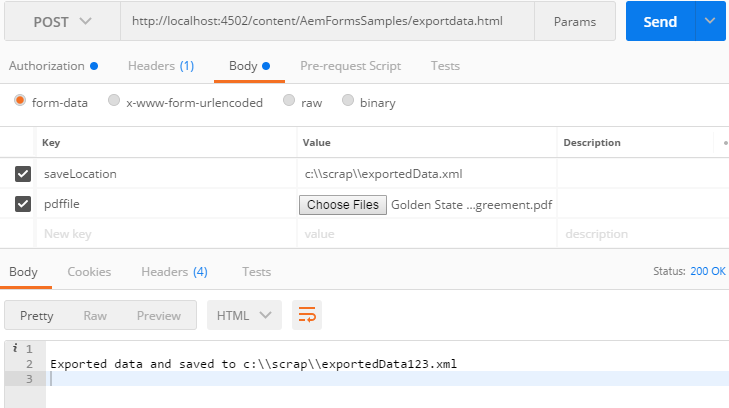 POST http://localhost:4502/content/AemFormsSamples/exportdata.html Params Send
Authorization Headers (1) Body Pre-request Script Tests
form-data x-www-form-urlencoded raw binary
Key Value Description
saveLocation c:\\scrap\\exportedData.xml
pdffile Choose Files Golden State ...greement.pdf
New key value description
Body Cookies Headers (4) Tests Status: 200 OK
Pretty Raw Preview HTML
i 1
2 Exported data and saved to c:\\scrap\\exportedData123.xml
3